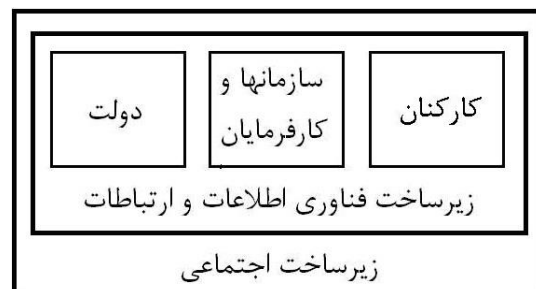 کارکنان
سازمانها و
کارفرمایان
دولت
زیرساخت فناوری اطلاعات و ارتباطات
زیرساخت اجتماعی